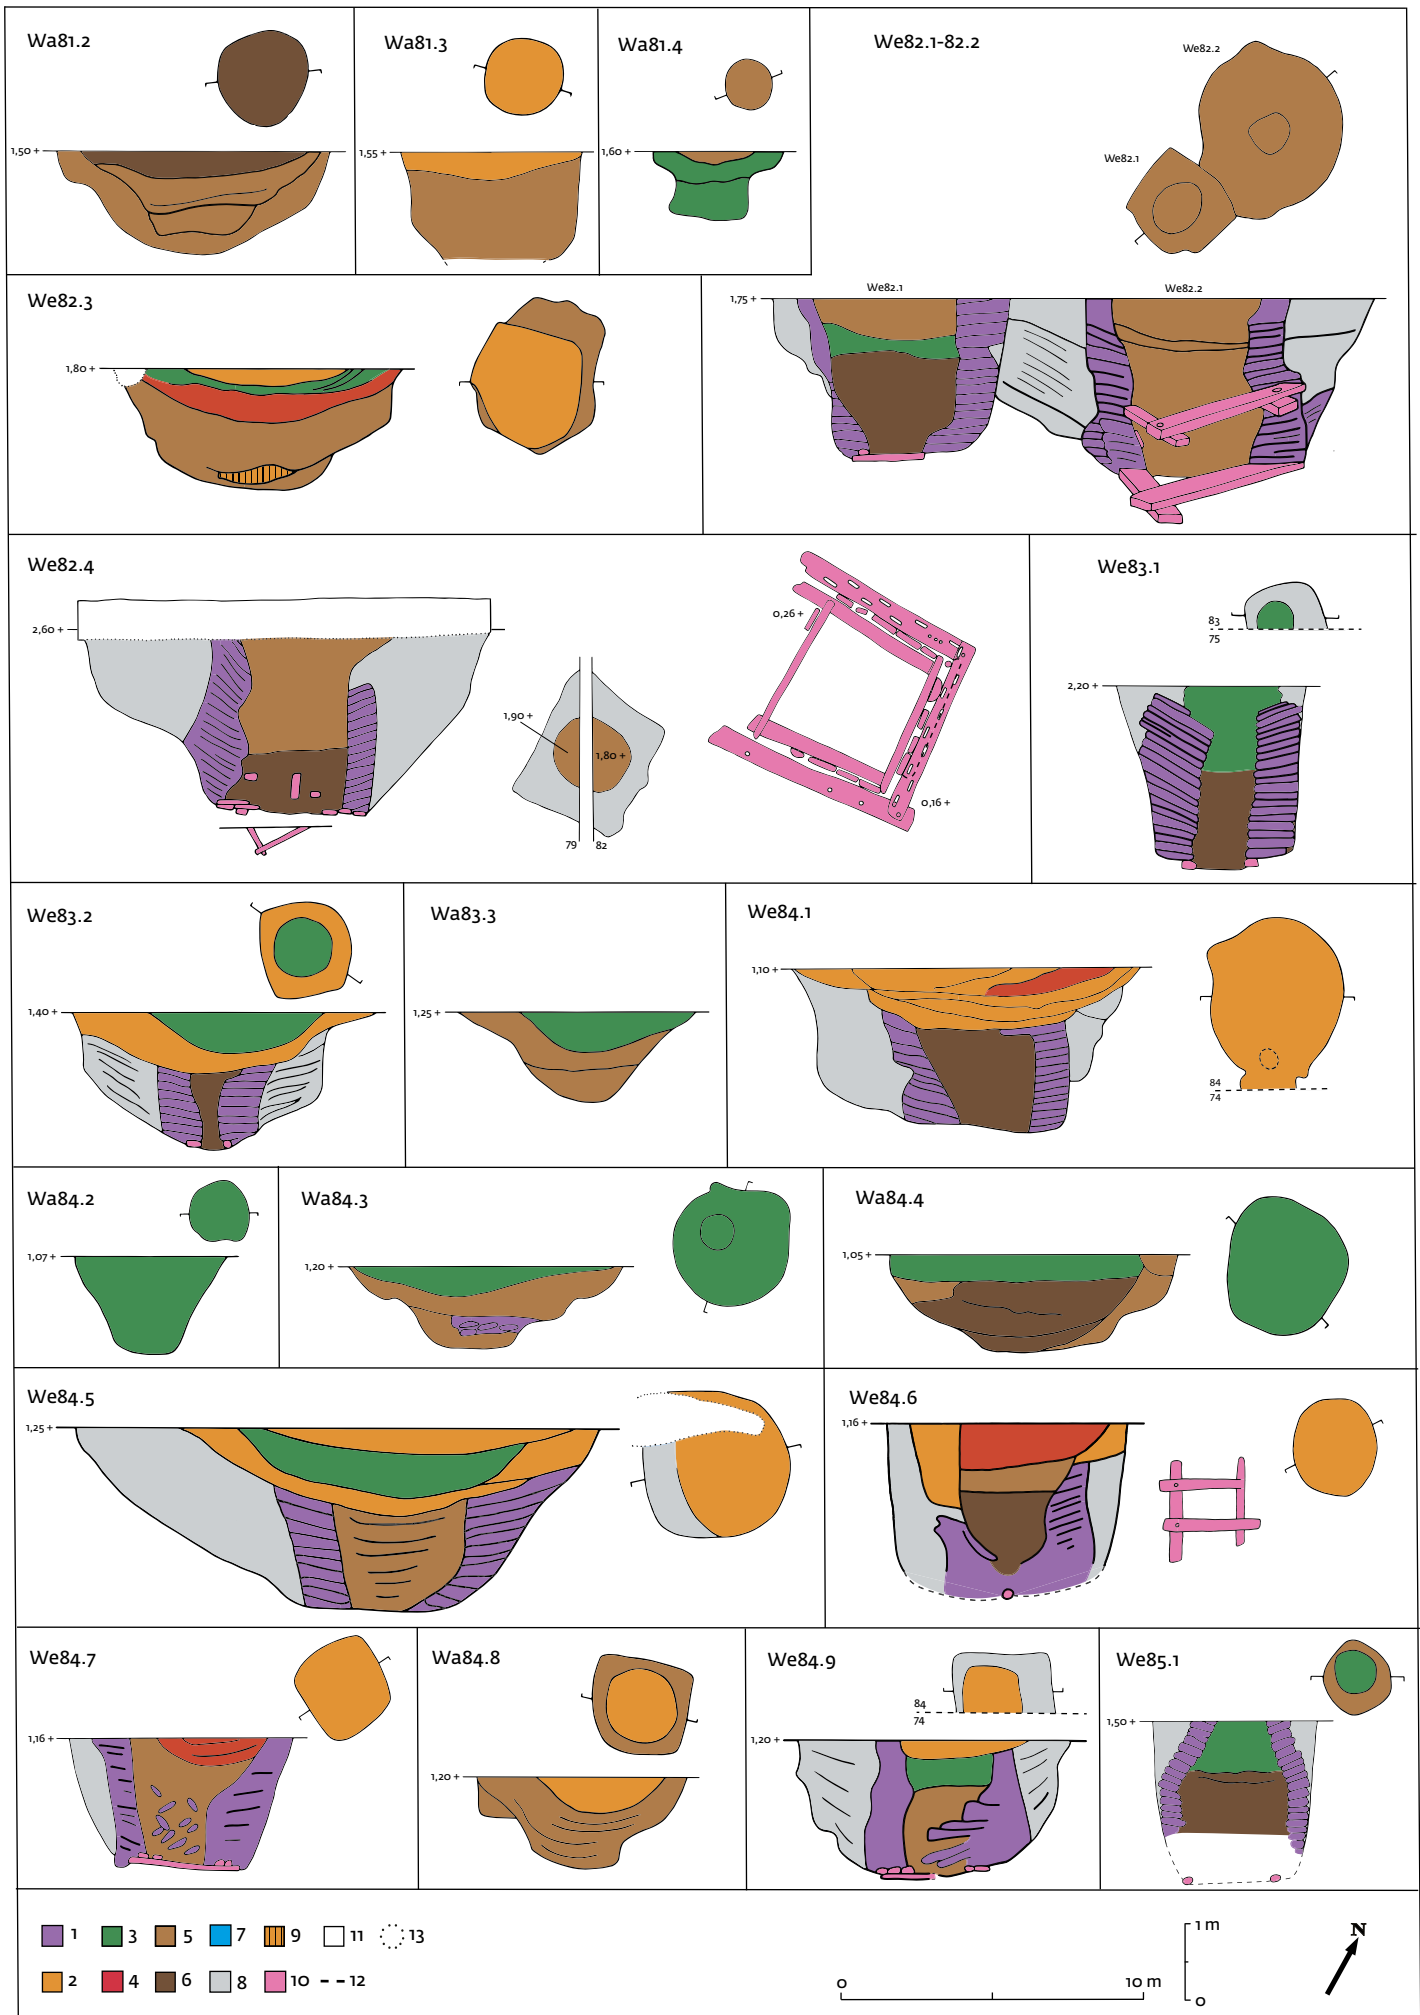 Wa81.2
1,50 +
Wa81.3
1,55 +
Wa81.4
1,60 +
We82.1-82.2
We82.2
We82.1
We82.3
1,80 +
1,75 +
We82.1
We82.2
We82.4
2,60 +
1,90 +
1,80 +
79 82
0,26 +
0,16 +
We83.1
83
75
2,20 +
We83.2
1,40 +
Wa83.3
1,25 +
We84.1
1,10 +
84
74
Wa84.2
1,07 +
Wa84.3
1,20 +
Wa84.4
1,05 +
We84.5
1,25 +
We84.6
1,16 +
We84.7
1,16 +
Wa84.8
1,20 +
We84.9
84
74
1,20 +
We85.1
1,50 +
1 3 5 7 9 11 13
2 4 6 8 10 12
0 10 m
1 m
0
N